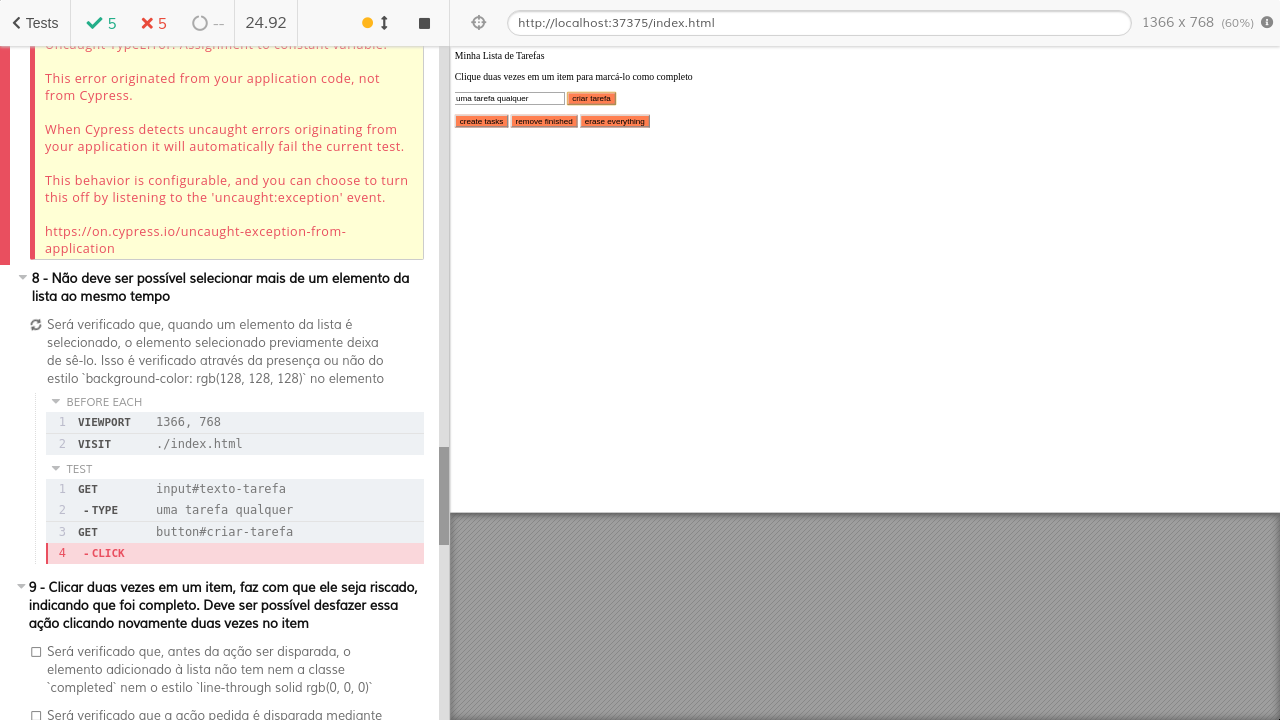 Tests
5
5
--
24.92
http://localhost:37375/index.html
1366 x 768 (60%)
Uncaught TypeError: Assignment to constant variable.
This error originated from your application code, not
from Cypress.
When Cypress detects uncaught errors originating from
your application it will automatically fail the current test.
This behavior is configurable, and you can choose to turn
this off by listening to the 'uncaught:exception' event.
https://on.cypress.io/uncaught-exception-from-
application
8 - Não deve ser possível selecionar mais de um elemento da
lista ao mesmo tempo
Será verificado que, quando um elemento da lista é
selecionado, o elemento selecionado previamente deixa
de sê-lo. Isso é verificado através da presença ou não do
estilo `background-color: rgb(128, 128, 128)` no elemento
BEFORE EACH
1 VIEWPORT 1366, 768
2 VISIT ./index.html
TEST
1 GET input#texto-tarefa
2 -TYPE uma tarefa qualquer
3 GET button#criar-tarefa
4 -CLICK
9 - Clicar duas vezes em um item, faz com que ele seja riscado,
indicando que foi completo. Deve ser possível desfazer essa
ação clicando novamente duas vezes no item
Será verificado que, antes da ação ser disparada, o
elemento adicionado à lista não tem nem a classe
`completed` nem o estilo `line-through solid rgb(0, 0, 0)`
Será verificado que a ação pedida é disparada mediante
Minha Lista de Tarefas
Clique duas vezes em um item para marcá-lo como completo
uma tarefa qualquer criar tarefa
create tasks remove finished erase everything